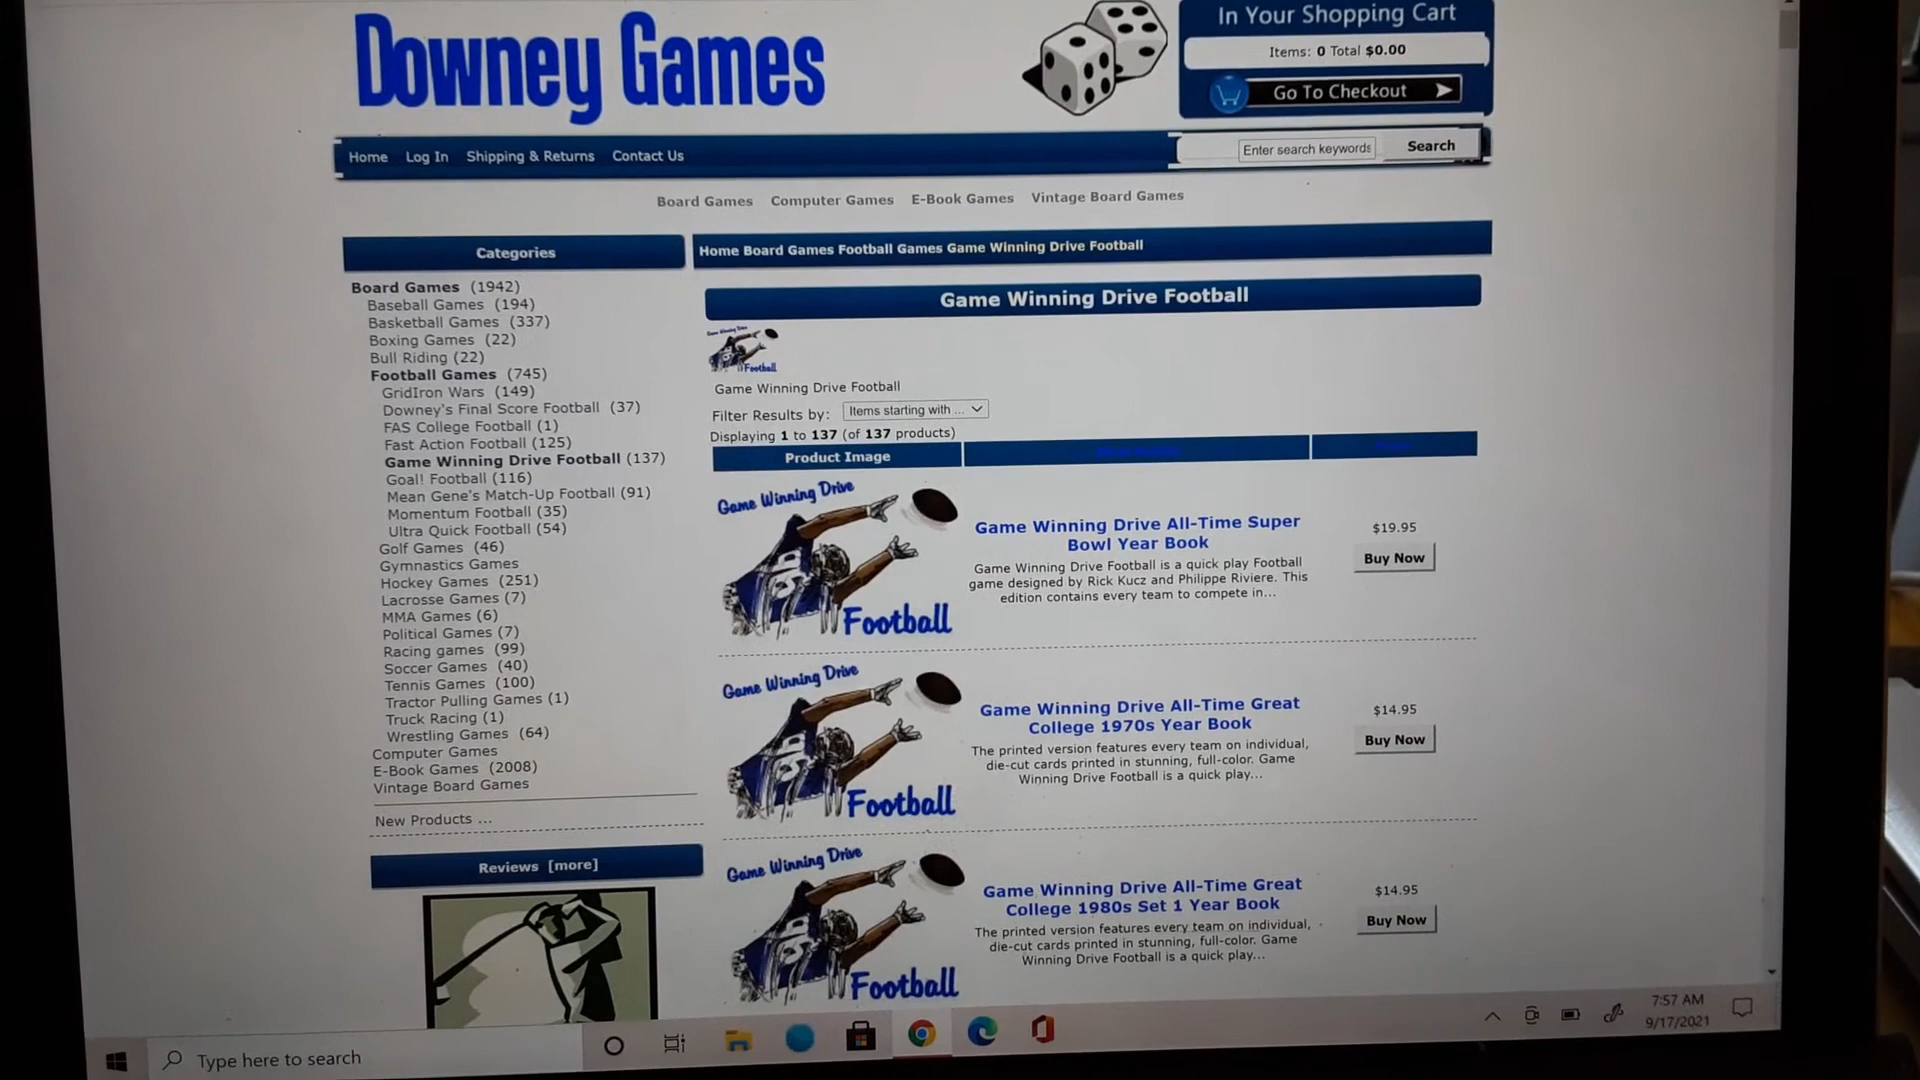 Downey Games
In Your Shopping Cart
Items: 0 Total $0.00
Go To Checkout
Home Log In Shipping & Returns Contact Us
Enter search keywords
Search
Board Games Computer Games E-Book Games Vintage Board Games
Categories
Board Games (1942)
Baseball Games (194)
Basketball Games (337)
Boxing Games (22)
Bull Riding (22)
Football Games (745)
GridIron Wars (149)
Downey's Final Score Football (37)
FAS College Football (1)
Fast Action Football (125)
Game Winning Drive Football (137)
Goal! Football (116)
Mean Gene's Match-Up Football (91)
Momentum Football (35)
Ultra Quick Football (54)
Golf Games (46)
Gymnastics Games
Hockey Games (251)
Lacrosse Games (7)
MMA Games (6)
Political Games (7)
Racing games (99)
Soccer Games (40)
Tennis Games (100)
Tractor Pulling Games (1)
Truck Racing (1)
Wrestling Games (64)
Computer Games
E-Book Games (2008)
Vintage Board Games
New Products ...
Reviews [more]
Home Board Games Football Games Game Winning Drive Football
Game Winning Drive Football
Game Winning Drive
Football
Game Winning Drive Football
Filter Results by:
Items starting with ...
Displaying 1 to 137 (of 137 products)
Product Image
Game Winning Drive
Football
Game Winning Drive All-Time Super
Bowl Year Book
Game Winning Drive Football is a quick play Football
game designed by Rick Kucz and Philippe Riviere. This
edition contains every team to compete in...
$19.95
Buy Now
Game Winning Drive
Football
Game Winning Drive All-Time Great
College 1970s Year Book
The printed version features every team on individual,
die-cut cards printed in stunning, full-color. Game
Winning Drive Football is a quick play...
$14.95
Buy Now
Game Winning Drive
Football
Game Winning Drive All-Time Great
College 1980s Set 1 Year Book
The printed version features every team on individual,
die-cut cards printed in stunning, full-color. Game
Winning Drive Football is a quick play...
$14.95
Buy Now
Type here to search
7:57 AM
9/17/2021